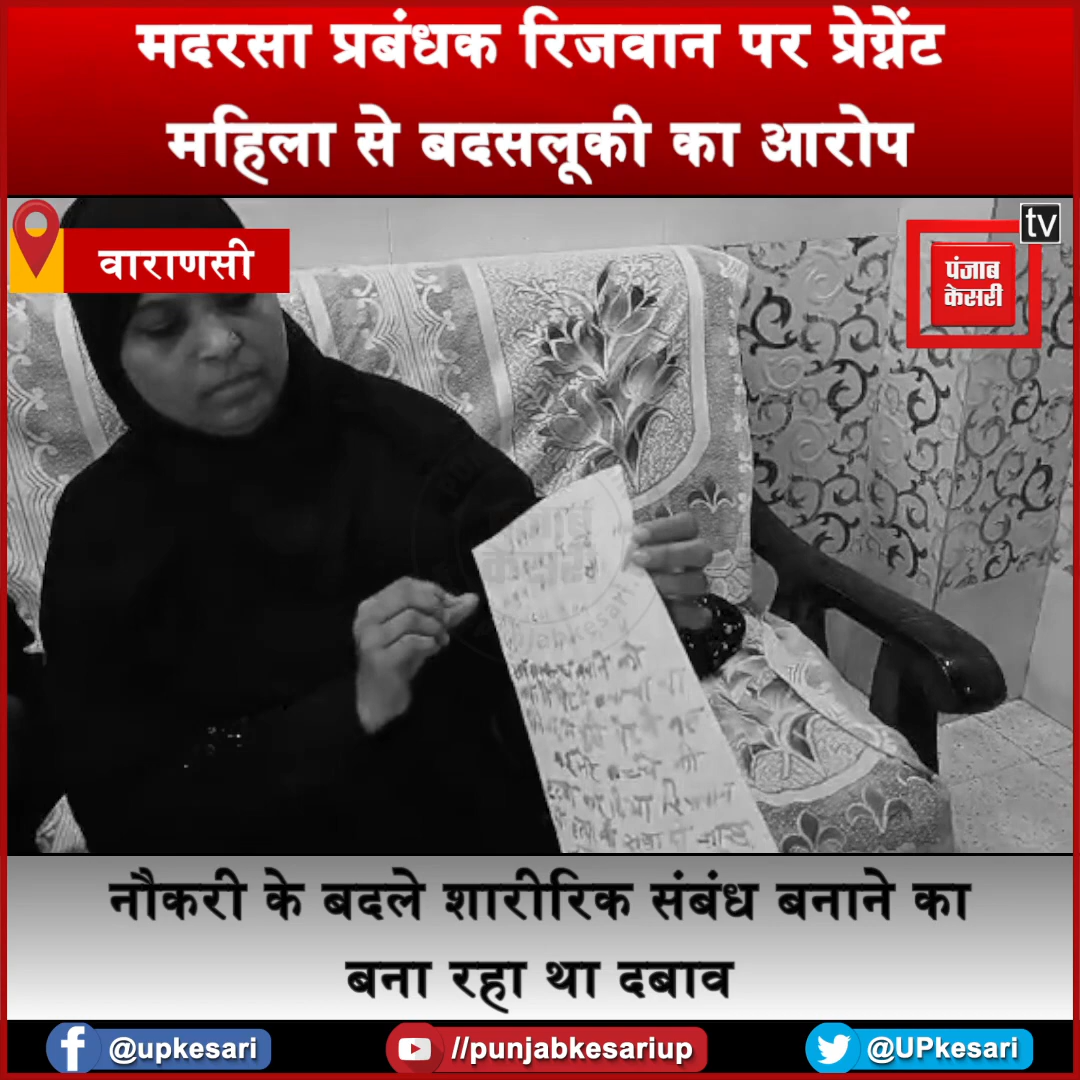 मदरसा प्रबंधक रिजवान पर प्रेग्नेंट
महिला से बदसलूकी का आरोप
वाराणसी
tv
पंजाब
केसरी
नौकरी के बदले शारीरिक संबंध बनाने का
बना रहा था दबाव
@upkesari
//punjabkesariup
@UPkesari